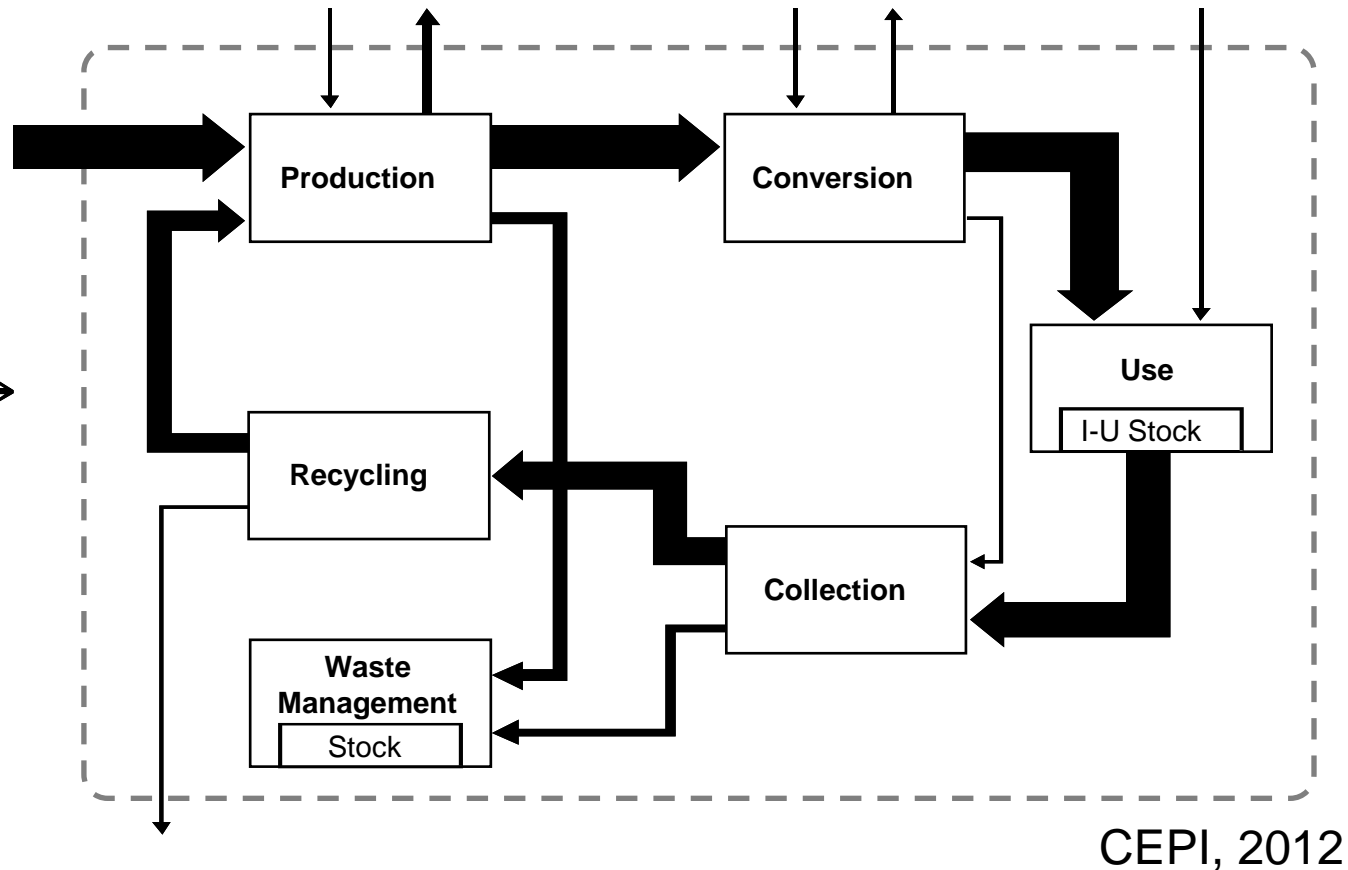 Production
Conversion
Use
I-U Stock
Recycling
Collection
Waste
Management
Stock
CEPI, 2012